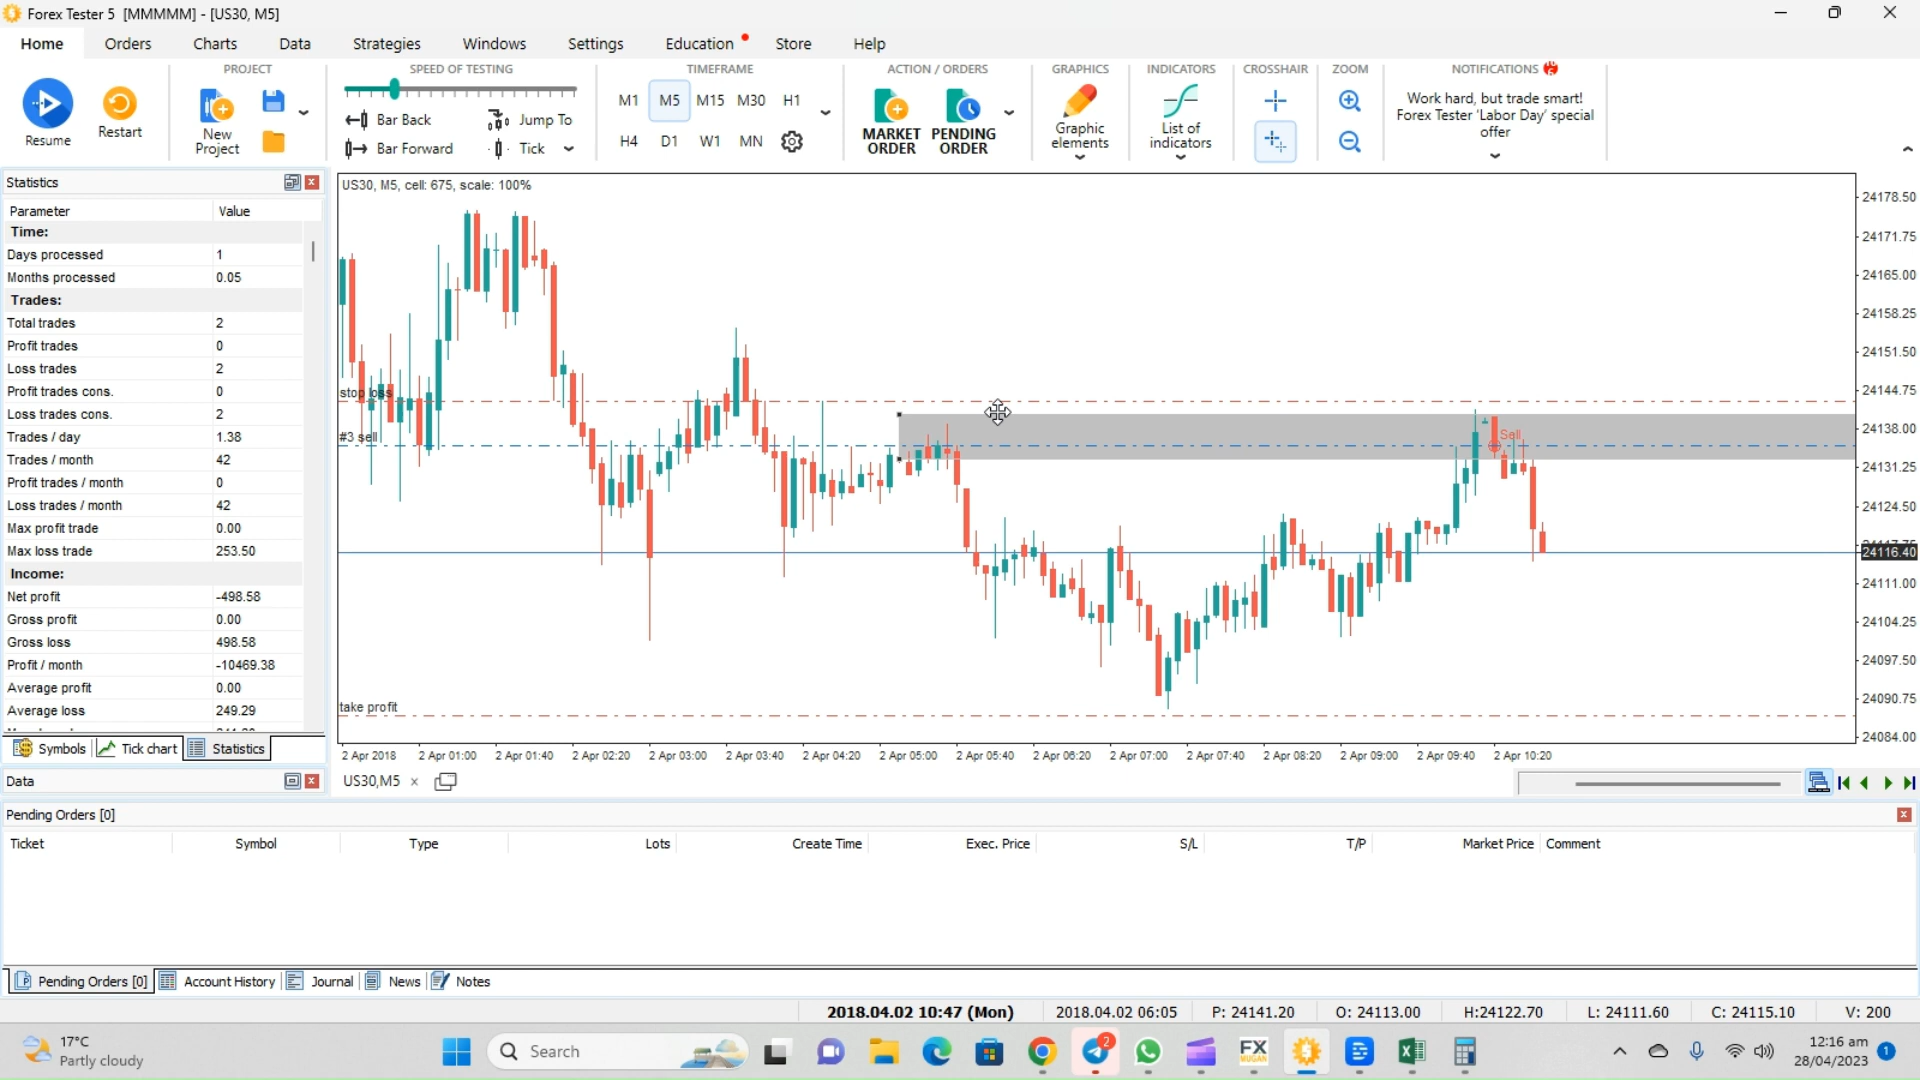 Forex Tester 5 [MMMMM] - [US30, M5]
Home Orders Charts Data Strategies Windows Settings Education Store Help
PROJECT SPEED OF TESTING TIMEFRAME ACTION / ORDERS GRAPHICS INDICATORS CROSSHAIR ZOOM NOTIFICATIONS
Resume
Restart
New Project
Bar Back Jump To
Bar Forward Tick
M1 M5 M15 M30 H1
H4 D1 W1 MN
MARKET ORDER
PENDING ORDER
Graphic elements
List of indicators
Work hard, but trade smart!
Forex Tester 'Labor Day' special
offer
Statistics
Parameter Value
Time:
Days processed 1
Months processed 0.05
Trades:
Total trades 2
Profit trades 0
Loss trades 2
Profit trades cons. 0
Loss trades cons. 2
Trades / day 1.38
Trades / month 42
Profit trades / month 0
Loss trades / month 42
Max profit trade 0.00
Max loss trade 253.50
Income:
Net profit -498.58
Gross profit 0.00
Gross loss 498.58
Profit / month -10469.38
Average profit 0.00
Average loss 249.29
Symbols Tick chart Statistics
Data
US30, M5, cell: 675, scale: 100%
stop loss
#3 sell
Sell
take profit
24178.50
24171.75
24165.00
24158.25
24151.50
24144.75
24138.00
24131.25
24124.50
24116.40
24111.00
24104.25
24097.50
24090.75
24084.00
2 Apr 2018 2 Apr 01:00 2 Apr 01:40 2 Apr 02:20 2 Apr 03:00 2 Apr 03:40 2 Apr 04:20 2 Apr 05:00 2 Apr 05:40 2 Apr 06:20 2 Apr 07:00 2 Apr 07:40 2 Apr 08:20 2 Apr 09:00 2 Apr 09:40 2 Apr 10:20
US30,M5
Pending Orders [0]
Ticket Symbol Type Lots Create Time Exec. Price S/L T/P Market Price Comment
Pending Orders [0] Account History Journal News Notes
2018.04.02 10:47 (Mon) 2018.04.02 06:05 P: 24141.20 O: 24113.00 H:24122.70 L: 24111.60 C: 24115.10 V: 200
17°C
Partly cloudy
Search
2
FX
MUGAN
12:16 am
28/04/2023
1